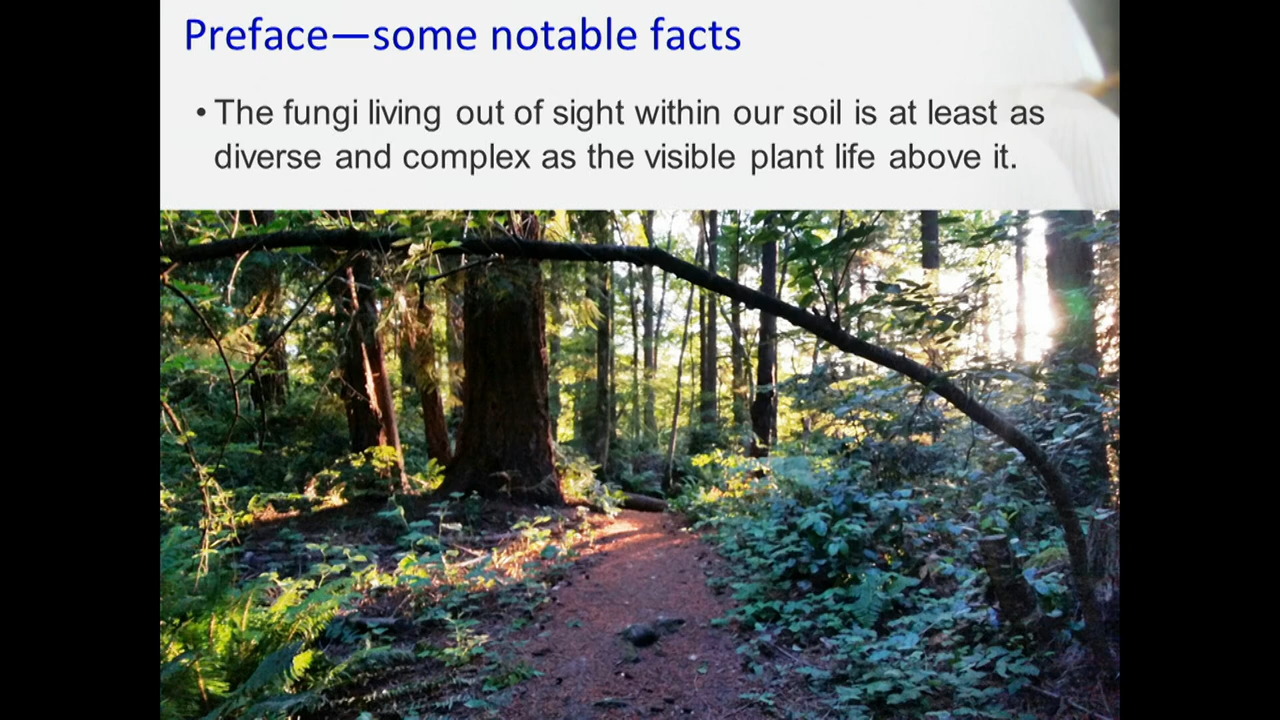 Preface—some notable facts
• The fungi living out of sight within our soil is at least as
diverse and complex as the visible plant life above it.